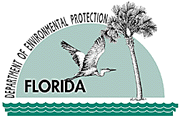 DEPARTMENT OF ENVIRONMENTAL PROTECTION
FLORIDA